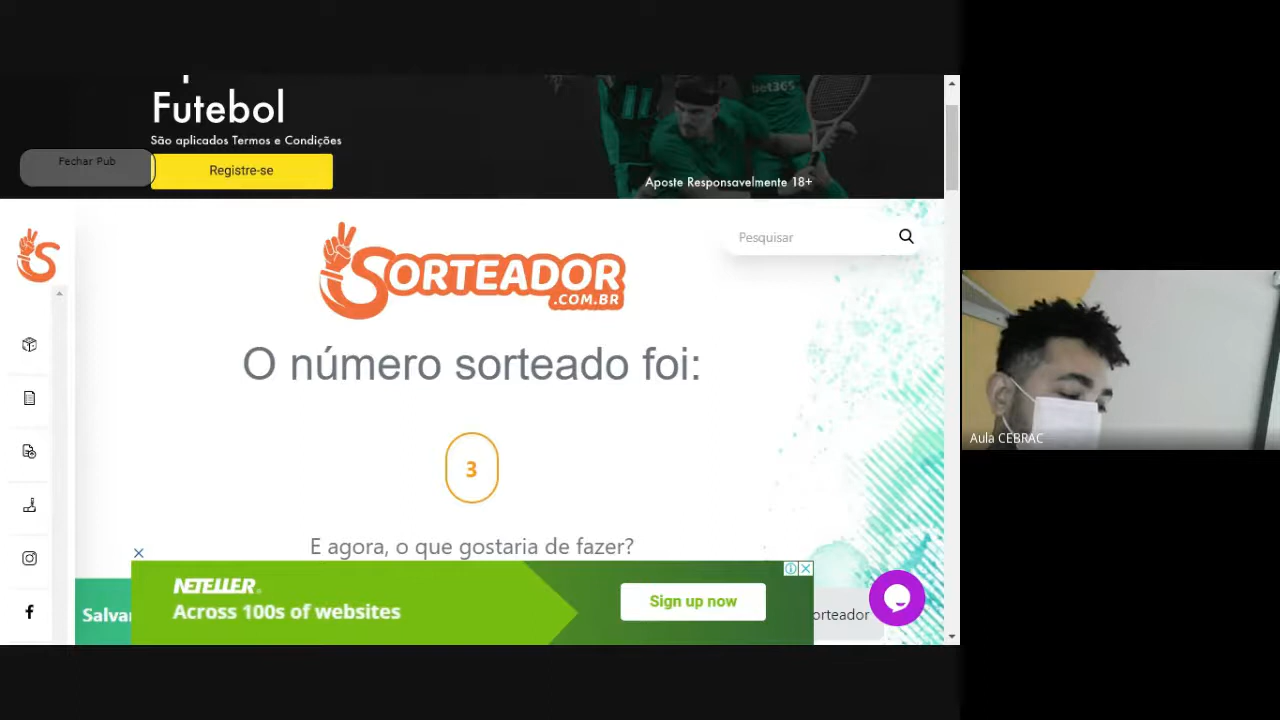 Futebol
São aplicados Termos e Condições
Fechar Pub
Registre-se
bet365
Aposte Responsavelmente 18+
SORTEADOR
.COM.BR
Pesquisar
O número sorteado foi:
3
E agora, o que gostaria de fazer?
NETELLER
Across 100s of websites
Sign up now
Salvar
orteador
Aula CEBRAC